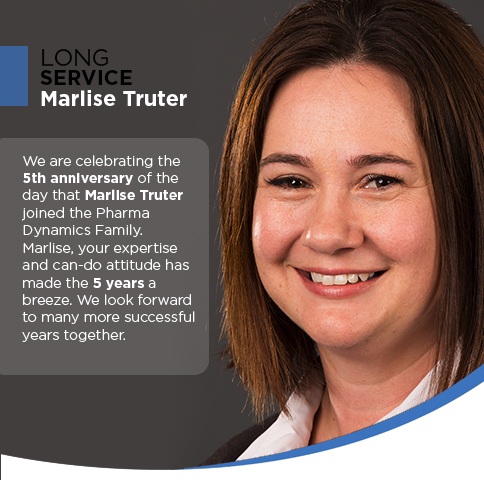 LONG
SERVICE
Marlise Truter
We are celebrating the
5th anniversary of the
day that Marlise Truter
joined the Pharma
Dynamics Family.
Marlise, your expertise
and can-do attitude has
made the 5 years a
breeze. We look forward
to many more successful
years together.